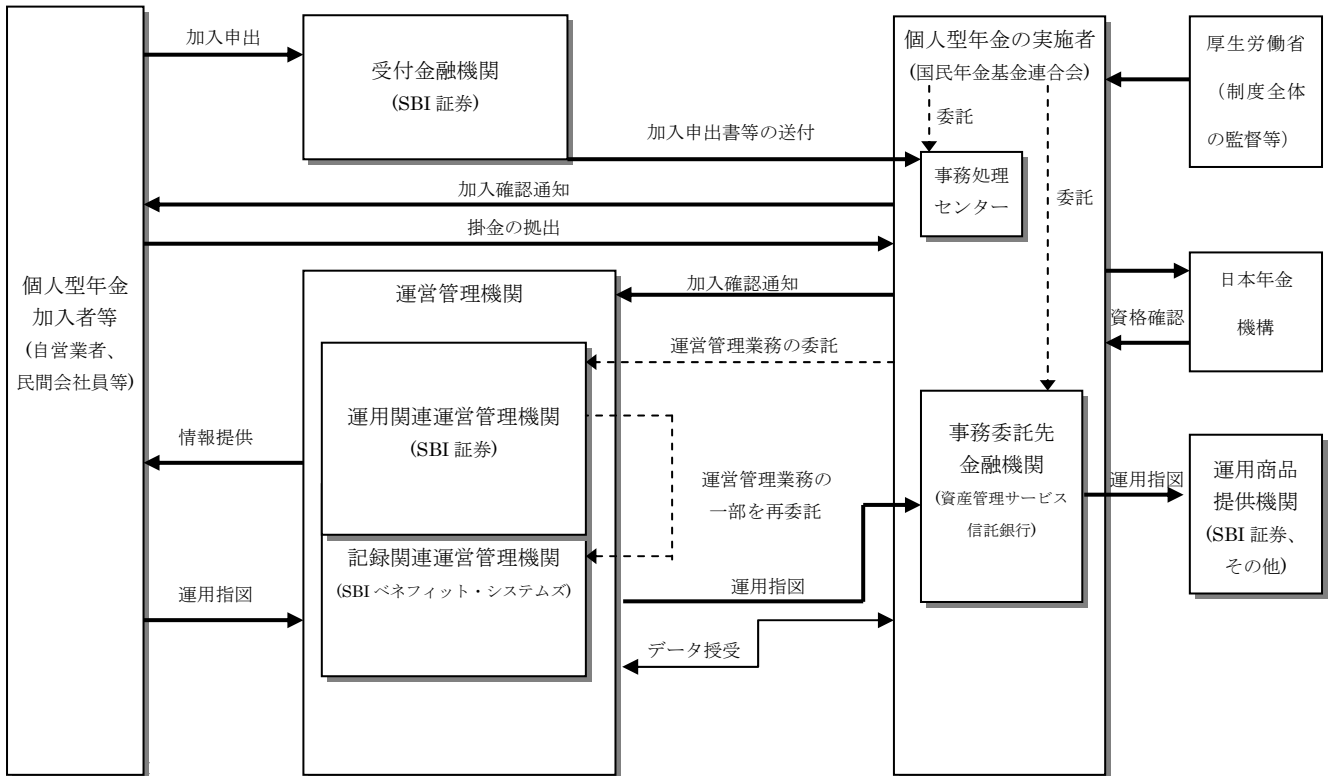 個人型年金
加入者等
(自営業者、
民間会社員等)
加入申出
受付金融機関
(SBI 証券)
加入申出書等の送付
加入確認通知
掛金の拠出
個人型年金の実施者
(国民年金基金連合会)
委託
事務処理
センター
委託
厚生労働省
(制度全体
の監督等)
運営管理機関
加入確認通知
運営管理業務の委託
運用関連運営管理機関
(SBI 証券)
情報提供
運営管理業務の
一部を再委託
記録関連運営管理機関
(SBI ベネフィット・システムズ)
運用指図
運用指図
データ授受
事務委託先
金融機関
(資産管理サービス
信託銀行)
日本年金
機構
資格確認
運用指図
運用商品
提供機関
(SBI 証券、
その他)